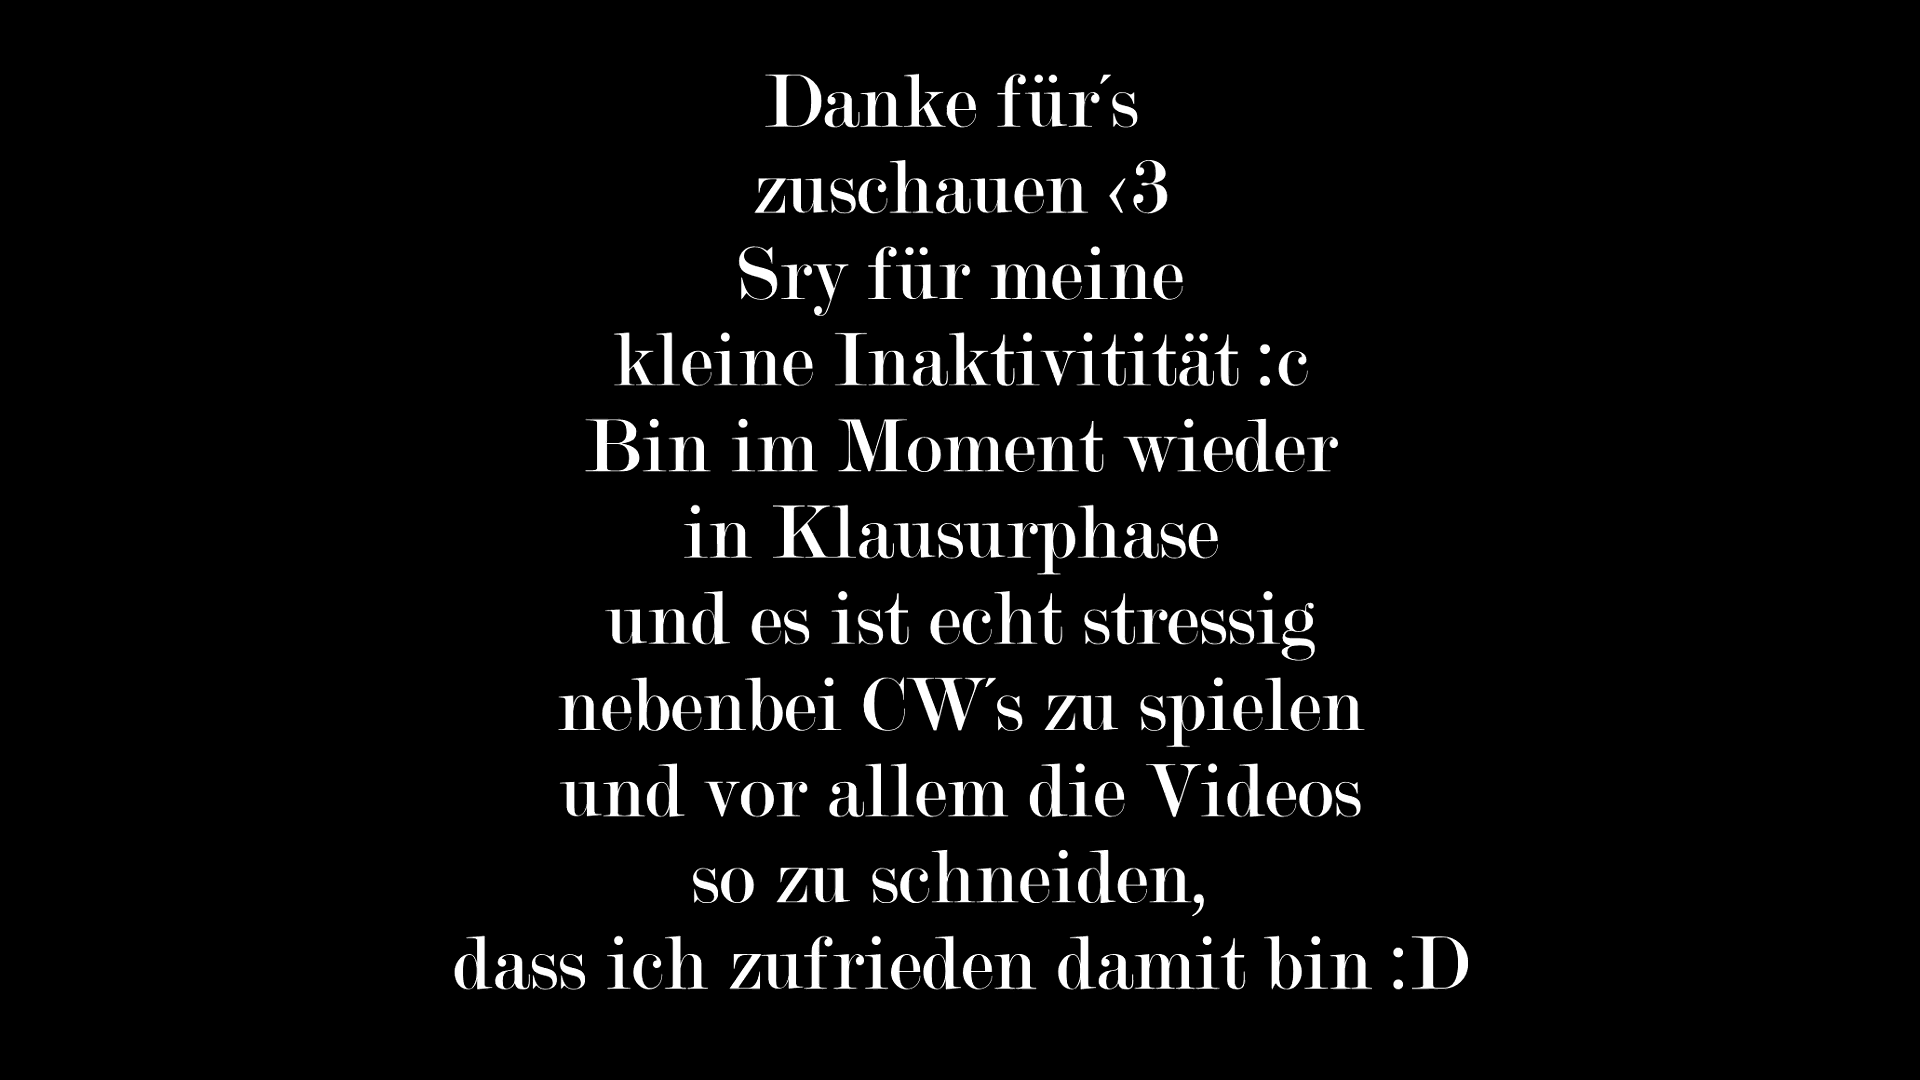 Danke für´s
zuschauen <3
Sry für meine
kleine Inaktivitität :c
Bin im Moment wieder
in Klausurphase
und es ist echt stressig
nebenbei CW´s zu spielen
und vor allem die Videos
so zu schneiden,
dass ich zufrieden damit bin :D